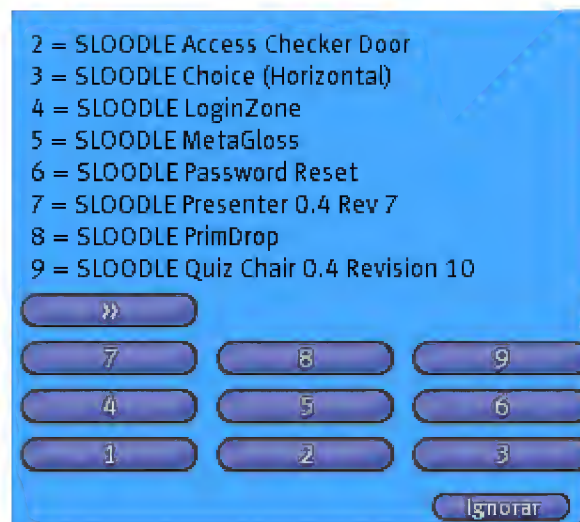 2 = SLOODLE Access Checker Door
3 = SLOODLE Choice (Horizontal)
4 = SLOODLE LoginZone
5 = SLOODLE MetaGloss
6 = SLOODLE Password Reset
7 = SLOODLE Presenter 0.4 Rev 7
8 = SLOODLE PrimDrop
9 = SLOODLE Quiz Chair 0.4 Revision 10
»
7 8 9
4 5 6
1 2 3
Ignorar